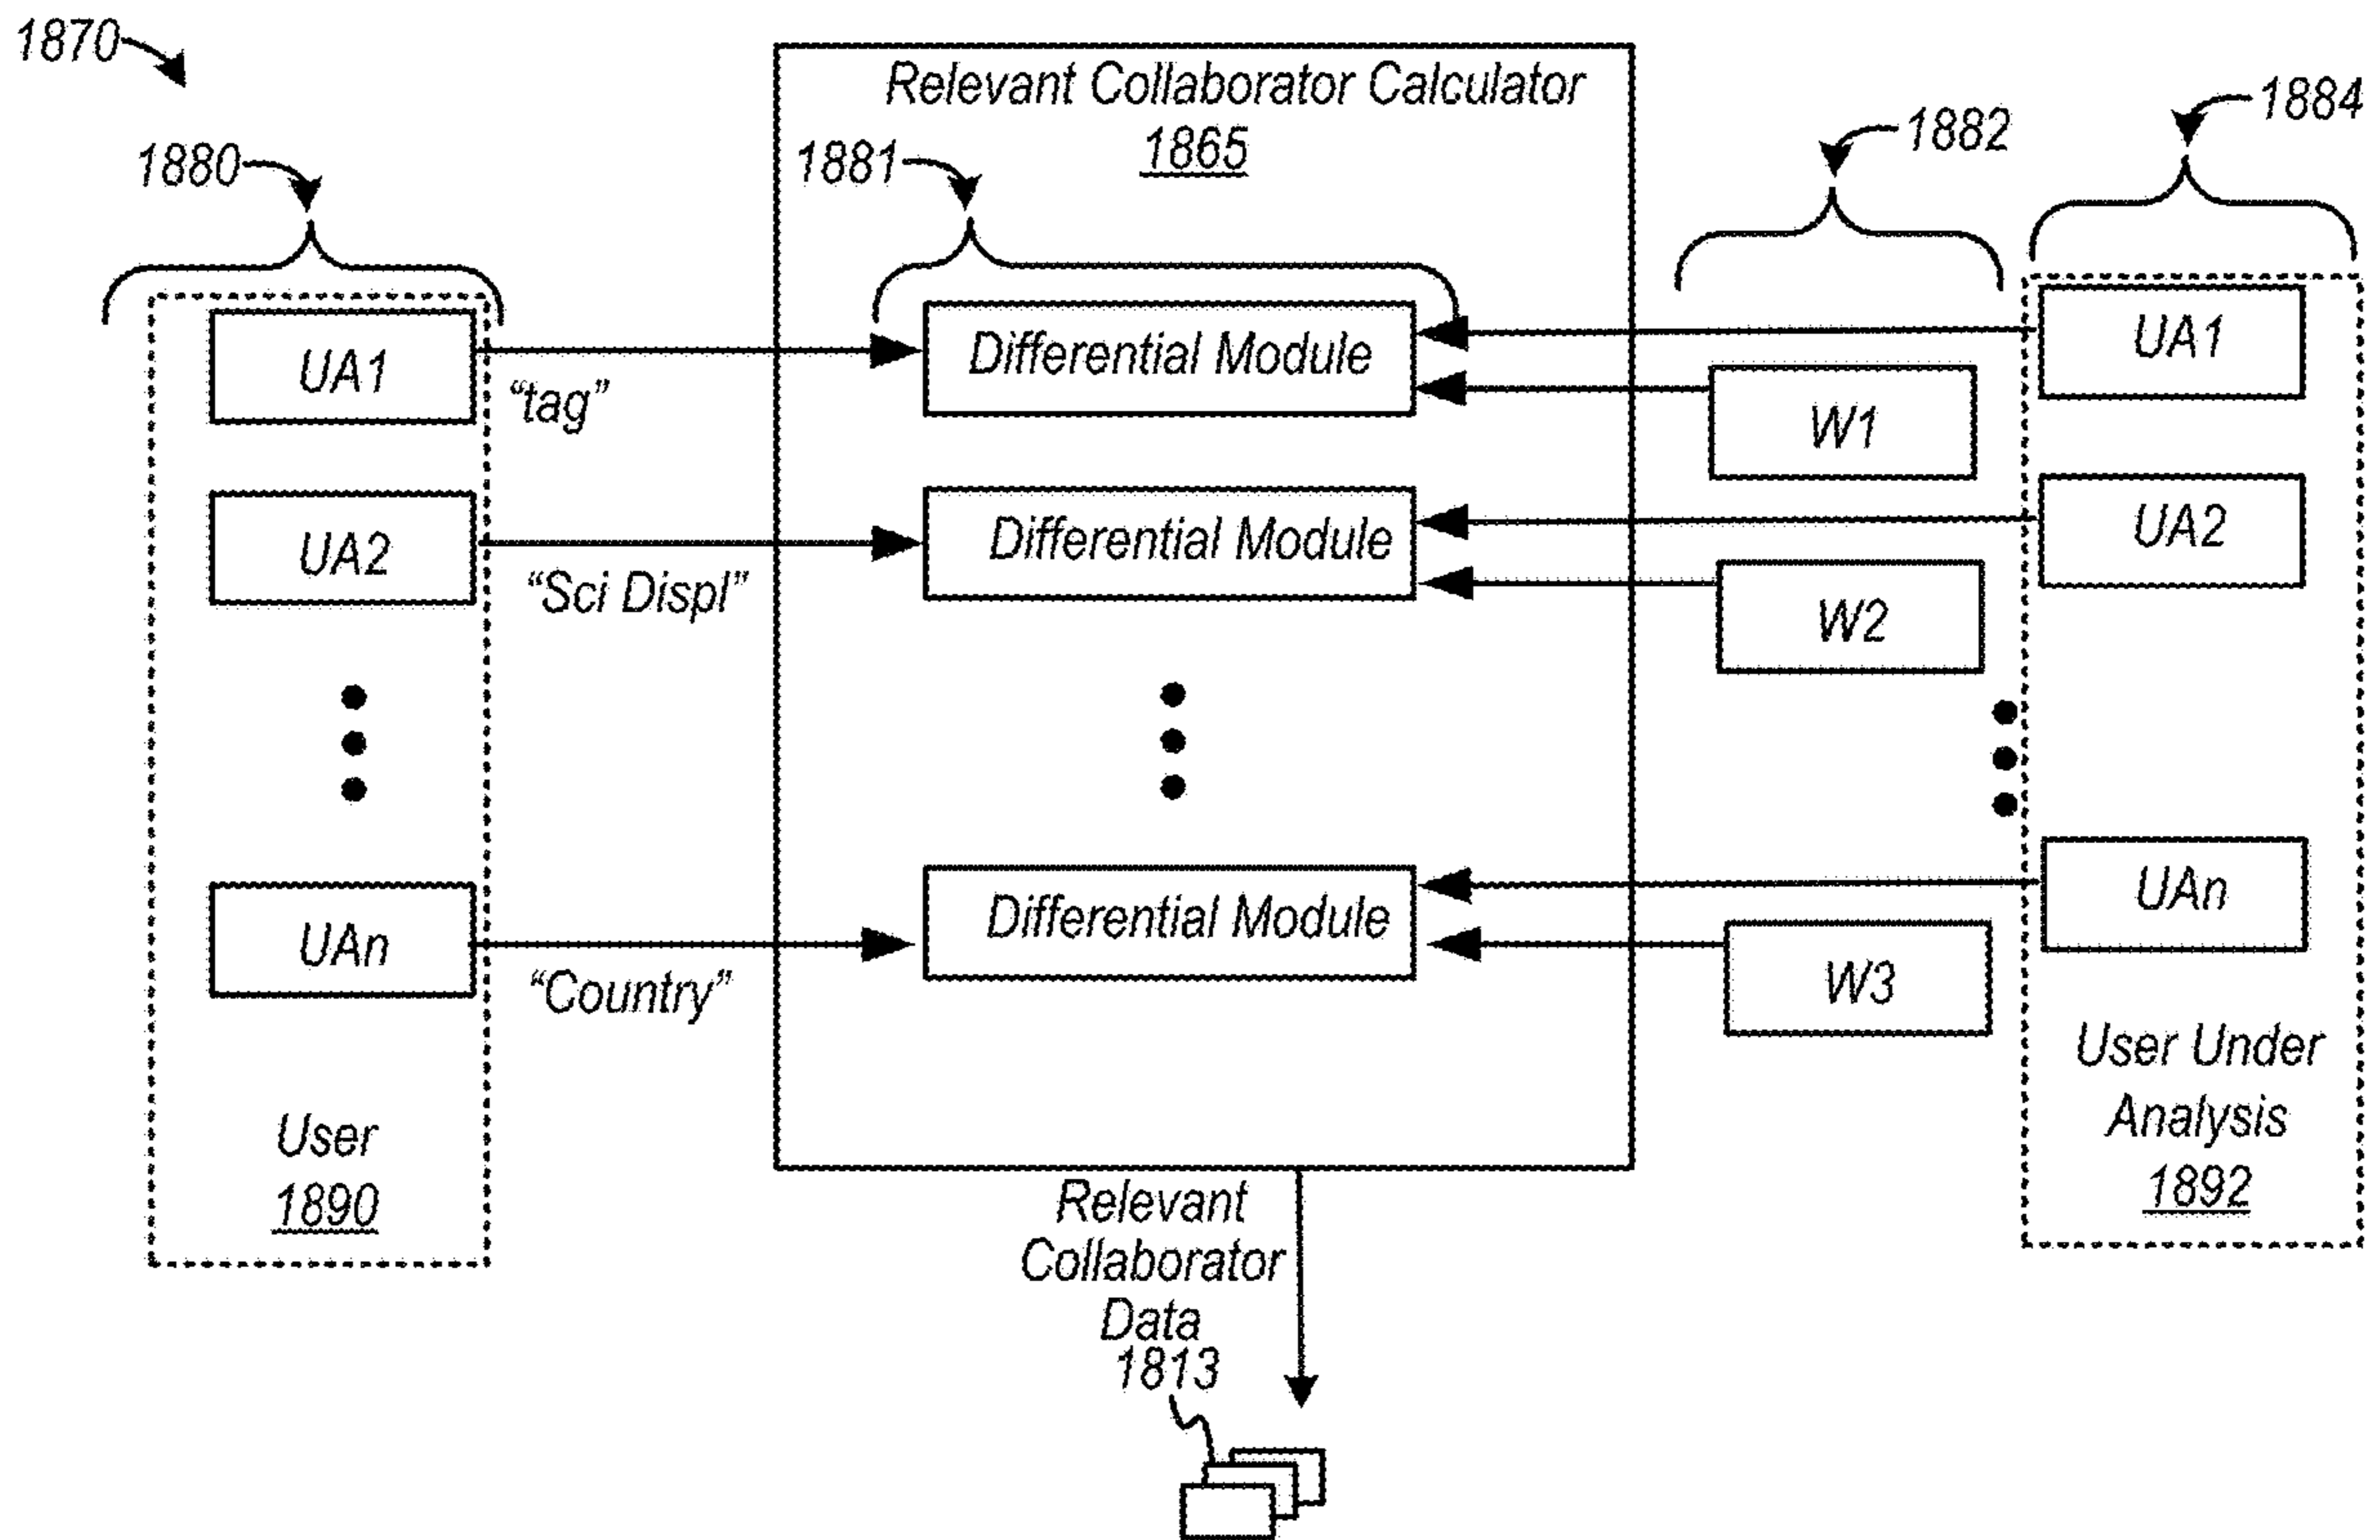 1870
Relevant Collaborator Calculator
1865
1880
1881
1882
1884
UA1
"tag"
Differential Module
W1
UA1
UA2
"Sci Displ"
Differential Module
W2
UA2
UAn
"Country"
Differential Module
W3
UAn
User
1890
User Under
Analysis
1892
Relevant
Collaborator
Data
1813